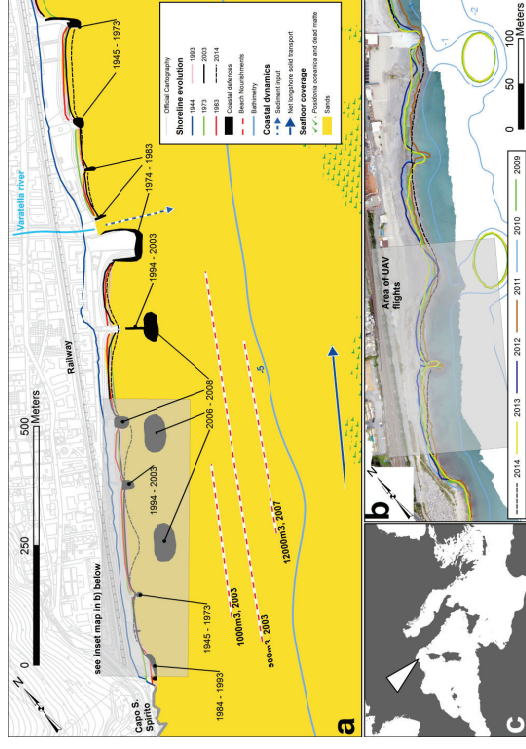 0
250
500
Meters
N
see inset map in b) below
Railway
Varatella river
Capo S.
Spirito
1984 - 1993
1945 - 1973
1994 - 2003
2006 - 2008
1994 - 2003
1974 - 1983
1945 - 1973
1000m3, 2003
12000m3, 2007
-5
a
Official Cartography
Shoreline evolution
1944
1973
1983
1993
2003
2014
Coastal defences
Beach Nourishments
Bathimetry
Coastal dynamics
Sediment input
Net longshore solid transport
Seafloor coverage
Posidonia oceanica and dead matte
Sands
c
b
N
Area of UAV
flights
-1
-2
0
50
100
Meters
2014
2013
2012
2011
2010
2009